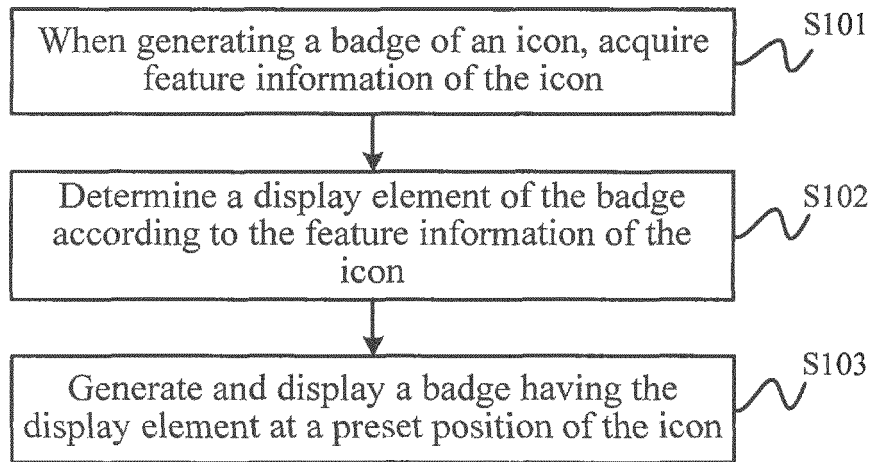 When generating a badge of an icon, acquire
feature information of the icon
S101
Determine a display element of the badge
according to the feature information of the
icon
S102
Generate and display a badge having the
display element at a preset position of the icon
S103